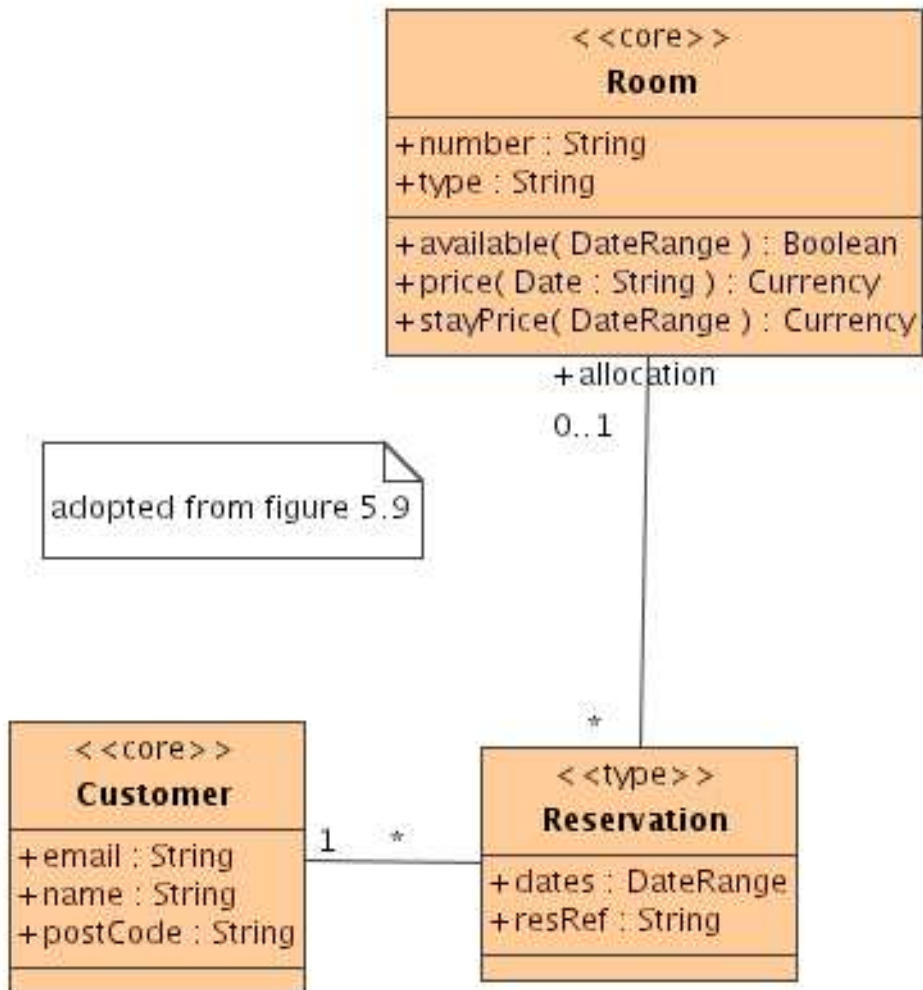 <<core>>
Room
+number : String
+type : String
+available( DateRange ) : Boolean
+price( Date : String ) : Currency
+stayPrice( DateRange ) : Currency
+allocation
0..1
adopted from figure 5.9
*
<<core>>
Customer
+email : String
+name : String
+postCode : String
1 *
<<type>>
Reservation
+dates : DateRange
+resRef : String